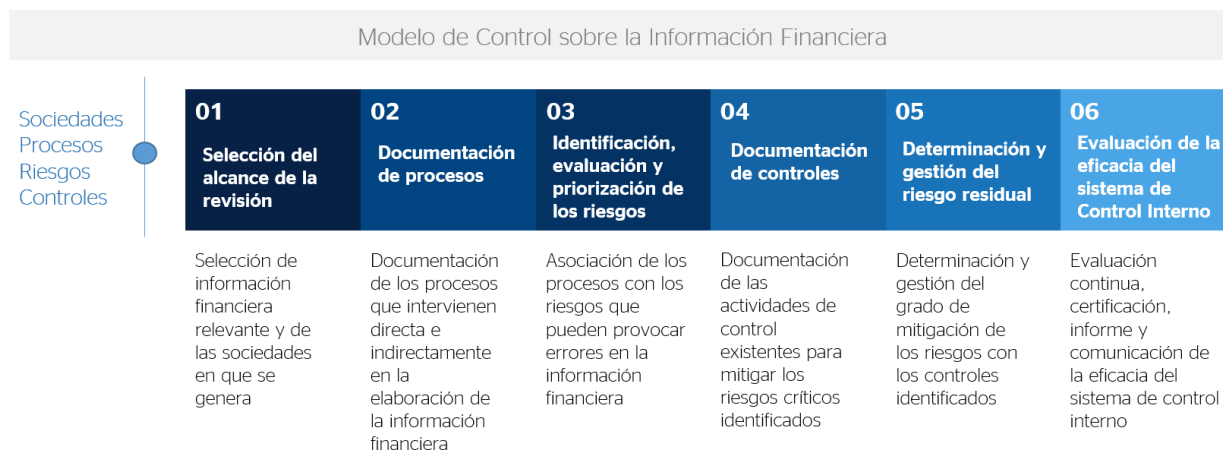 Modelo de Control sobre la Información Financiera
Sociedades
Procesos
Riesgos
Controles
01
Selección del
alcance de la
revisión
Selección de
información
financiera
relevante y de
las sociedades
en que se
genera
02
Documentación
de procesos
Documentación
de los procesos
que intervienen
directa e
indirectamente
en la
elaboración de
la información
financiera
03
Identificación,
evaluación y
priorización de
los riesgos
Asociación de los
procesos con los
riesgos que
pueden provocar
errores en la
información
financiera
04
Documentación
de controles
Documentación
de las
actividades de
control
existentes para
mitigar los
riesgos críticos
identificados
05
Determinación y
gestión del
riesgo residual
Determinación y
gestión del
grado de
mitigación de
los riesgos con
los controles
identificados
06
Evaluación de la
eficacia del
sistema de
Control Interno
Evaluación
continua,
certificación,
informe y
comunicación de
la eficacia del
sistema de control
interno